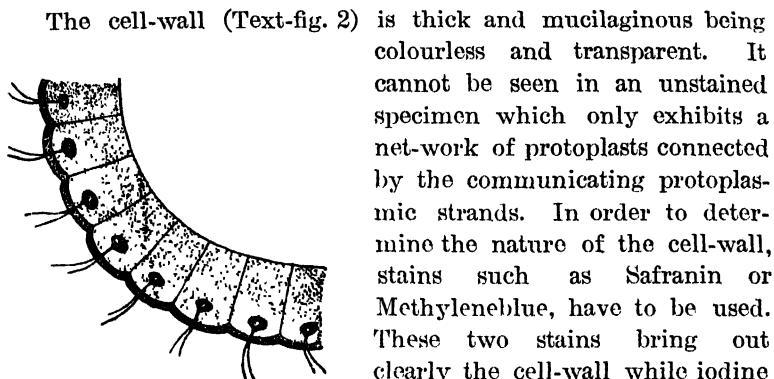 The cell-wall (Text-fig. 2) is thick and mucilaginous being
colourless and transparent. It
cannot be seen in an unstained
specimen which only exhibits a
net-work of protoplasts connected
by the communicating protoplas-
mic strands. In order to deter-
mine the nature of the cell-wall,
stains such as Safranin or
Methyleneblue, have to be used.
These two stains bring out
clearly the cell-wall while iodine